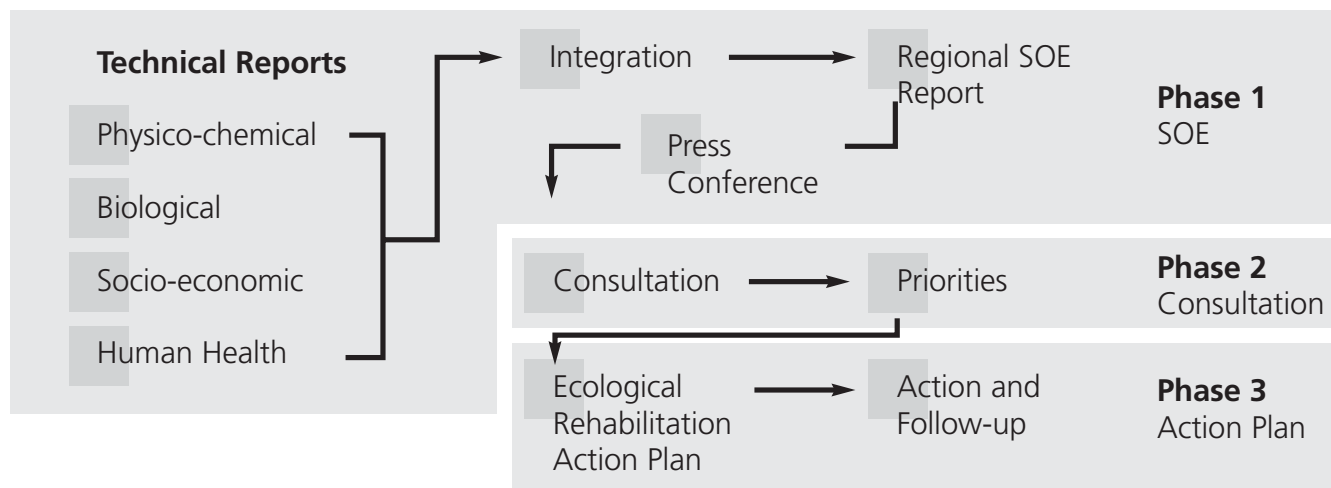 Technical Reports
Physico-chemical
Biological
Socio-economic
Human Health
Integration
Regional SOE
Report
Press
Conference
Phase 1
SOE
Consultation
Priorities
Phase 2
Consultation
Ecological
Rehabilitation
Action Plan
Action and
Follow-up
Phase 3
Action Plan